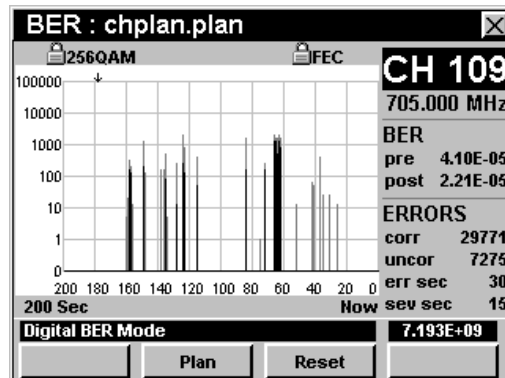 BER : chplan.plan
256QAM
FEC
CH 109
705.000 MHz
BER
pre 4.10E-05
post 2.21E-05
ERRORS
corr 29771
uncor 7275
err sec 30
sev sec 15
100000
10000
1000
100
10
1
0
200 180 160 140 120 100 80 60 40 20 0
200 Sec
Now
Digital BER Mode
7.193E+09
Plan
Reset